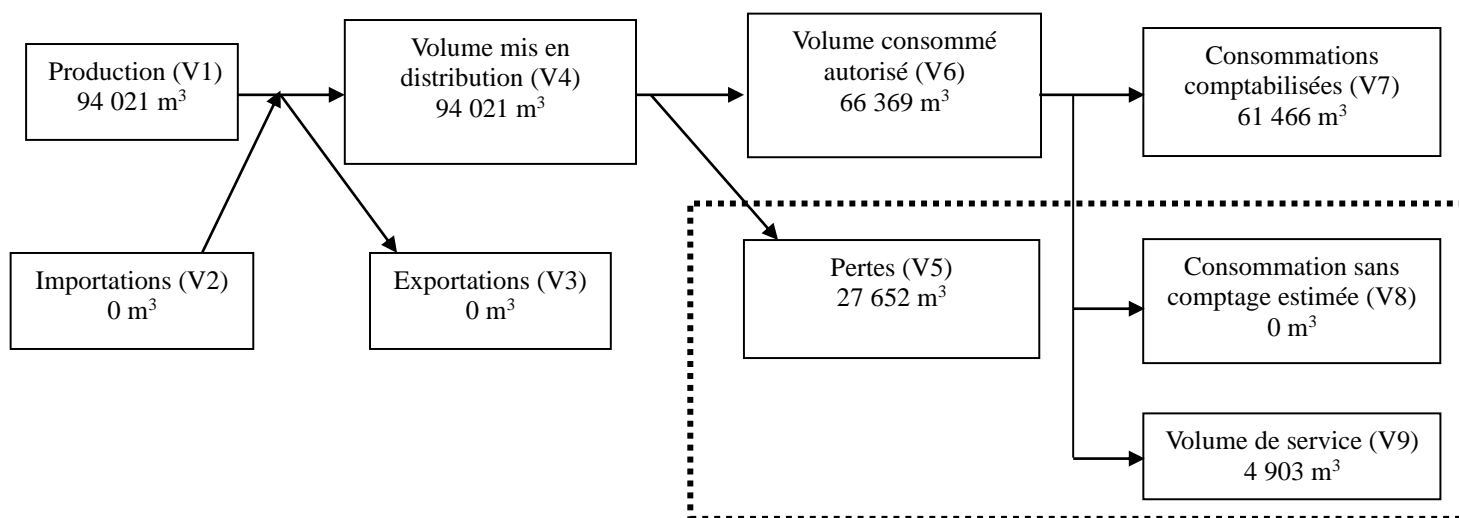 Production (V1)
94 021 m³
Volume mis en
distribution (V4)
94 021 m³
Volume consommé
autorisé (V6)
66 369 m³
Consommations
comptabilisées (V7)
61 466 m³
Importations (V2)
0 m³
Exportations (V3)
0 m³
Pertes (V5)
27 652 m³
Consommation sans
comptage estimée (V8)
0 m³
Volume de service (V9)
4 903 m³